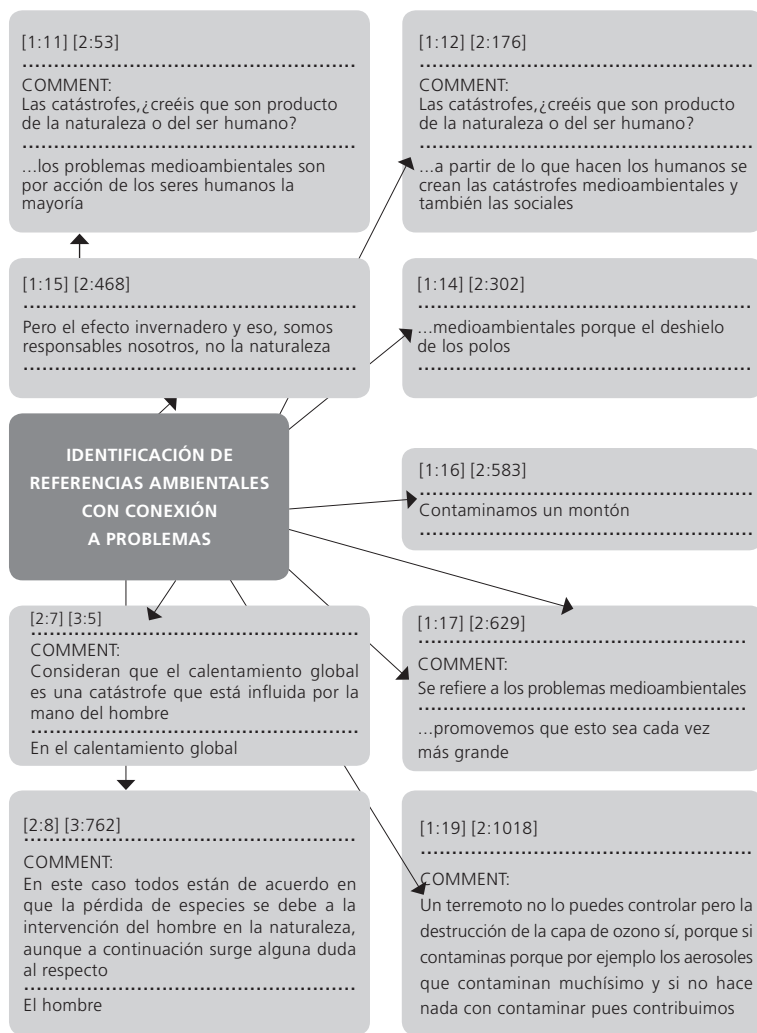 [1:11] [2:53]
COMMENT:
Las catástrofes,¿creéis que son producto
de la naturaleza o del ser humano?
...los problemas medioambientales son
por acción de los seres humanos la
mayoría
[1:12] [2:176]
COMMENT:
Las catástrofes,¿creéis que son producto
de la naturaleza o del ser humano?
...a partir de lo que hacen los humanos se
crean las catástrofes medioambientales y
también las sociales
[1:15] [2:468]
Pero el efecto invernadero y eso, somos
responsables nosotros, no la naturaleza
[1:14] [2:302]
...medioambientales porque el deshielo
de los polos
IDENTIFICACIÓN DE
REFERENCIAS AMBIENTALES
CON CONEXIÓN
A PROBLEMAS
[1:16] [2:583]
Contaminamos un montón
[2:7] [3:5]
COMMENT:
Consideran que el calentamiento global
es una catástrofe que está influida por la
mano del hombre
En el calentamiento global
[1:17] [2:629]
COMMENT:
Se refiere a los problemas medioambientales
...promovemos que esto sea cada vez
más grande
[2:8] [3:762]
COMMENT:
En este caso todos están de acuerdo en
que la pérdida de especies se debe a la
intervención del hombre en la naturaleza,
aunque a continuación surge alguna duda
al respecto
El hombre
[1:19] [2:1018]
COMMENT:
Un terremoto no lo puedes controlar pero la
destrucción de la capa de ozono sí, porque si
contaminas porque por ejemplo los aerosoles
que contaminan muchísimo y si no hace
nada con contaminar pues contribuimos